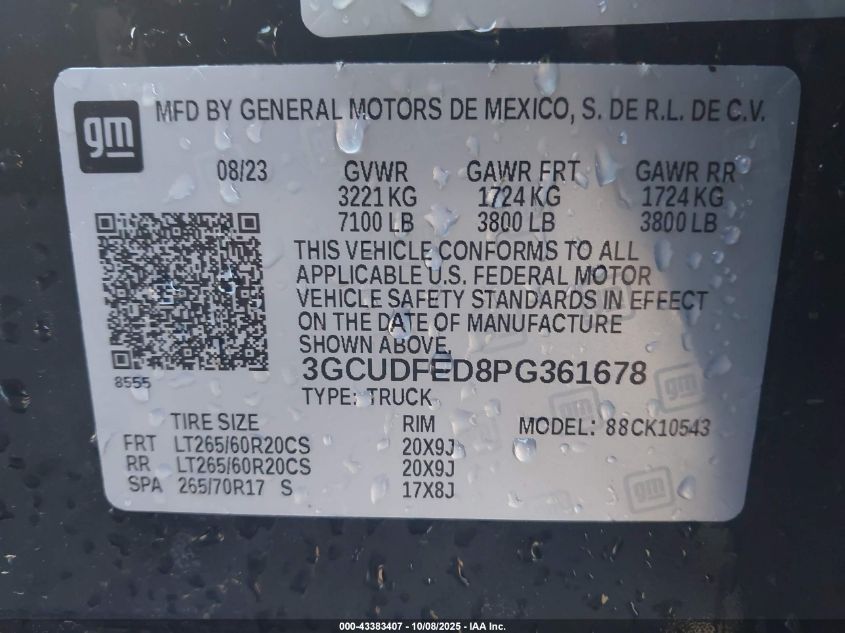 gm
MFD BY GENERAL MOTORS DE MEXICO, S. DE R.L. DE C.V.
08/23 GVWR GAWR FRT GAWR RR
3221 KG 1724 KG 1724 KG
7100 LB 3800 LB 3800 LB
THIS VEHICLE CONFORMS TO ALL
APPLICABLE U.S. FEDERAL MOTOR
VEHICLE SAFETY STANDARDS IN EFFECT
ON THE DATE OF MANUFACTURE
SHOWN ABOVE.
3GCUDFED8PG361678
8555
TYPE: TRUCK
TIRE SIZE RIM MODEL: 88CK10543
FRT LT265/60R20CS 20X9J
RR LT265/60R20CS 20X9J
SPA 265/70R17 S 17X8J
gm
gm
gm
000-43383407 - 10/08/2025 - IAA Inc.